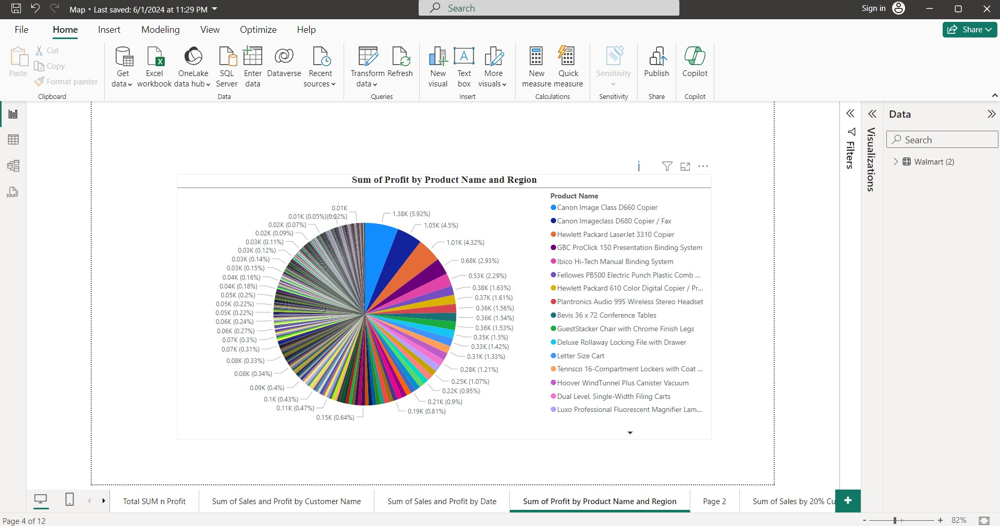 Map • Last saved: 6/1/2024 at 11:29 PM
Search
Sign in
File Home Insert Modeling View Optimize Help
Share
Paste
Cut
Copy
Format painter
Clipboard
Get data
Excel workbook
OneLake data hub
SQL Server
Enter data
Dataverse
Recent sources
Data
Transform data
Refresh
Queries
New visual
Text box
More visuals
Insert
New measure
Quick measure
Calculations
Sensitivity
Sensitivity
Publish
Share
Copilot
Copilot
DAX
Filters
Visualizations
Data
Search
Walmart (2)
Sum of Profit by Product Name and Region
1.38K (5.92%)
1.05K (4.5%)
1.01K (4.32%)
0.68K (2.93%)
0.53K (2.29%)
0.38K (1.63%)
0.37K (1.61%)
0.36K (1.56%)
0.36K (1.54%)
0.36K (1.53%)
0.35K (1.5%)
0.33K (1.42%)
0.31K (1.33%)
0.28K (1.21%)
0.25K (1.07%)
0.22K (0.95%)
0.21K (0.9%)
0.19K (0.81%)
0.15K (0.64%)
0.11K (0.47%)
0.1K (0.43%)
0.09K (0.4%)
0.08K (0.34%)
0.08K (0.33%)
0.07K (0.31%)
0.07K (0.3%)
0.06K (0.27%)
0.06K (0.24%)
0.05K (0.22%)
0.05K (0.22%)
0.05K (0.2%)
0.04K (0.18%)
0.04K (0.16%)
0.03K (0.15%)
0.03K (0.14%)
0.03K (0.12%)
0.03K (0.11%)
0.02K (0.09%)
0.02K (0.07%)
0.01K (0.05%)
0.01K
(0.02%)
Product Name
Canon Image Class D660 Copier
Canon Imageclass D680 Copier / Fax
Hewlett Packard LaserJet 3310 Copier
GBC ProClick 150 Presentation Binding System
Ibico Hi-Tech Manual Binding System
Fellowes PB500 Electric Punch Plastic Comb ...
Hewlett Packard 610 Color Digital Copier / Pr...
Plantronics Audio 995 Wireless Stereo Headset
Bevis 36 x 72 Conference Tables
GuestStacker Chair with Chrome Finish Legs
Deluxe Rollaway Locking File with Drawer
Letter Size Cart
Tennsco 16-Compartment Lockers with Coat ...
Hoover WindTunnel Plus Canister Vacuum
Dual Level, Single-Width Filing Carts
Luxo Professional Fluorescent Magnifier Lam...
Total SUM n Profit
Sum of Sales and Profit by Customer Name
Sum of Sales and Profit by Date
Sum of Profit by Product Name and Region
Page 2
Sum of Sales by 20% Cu
Page 4 of 12
82%